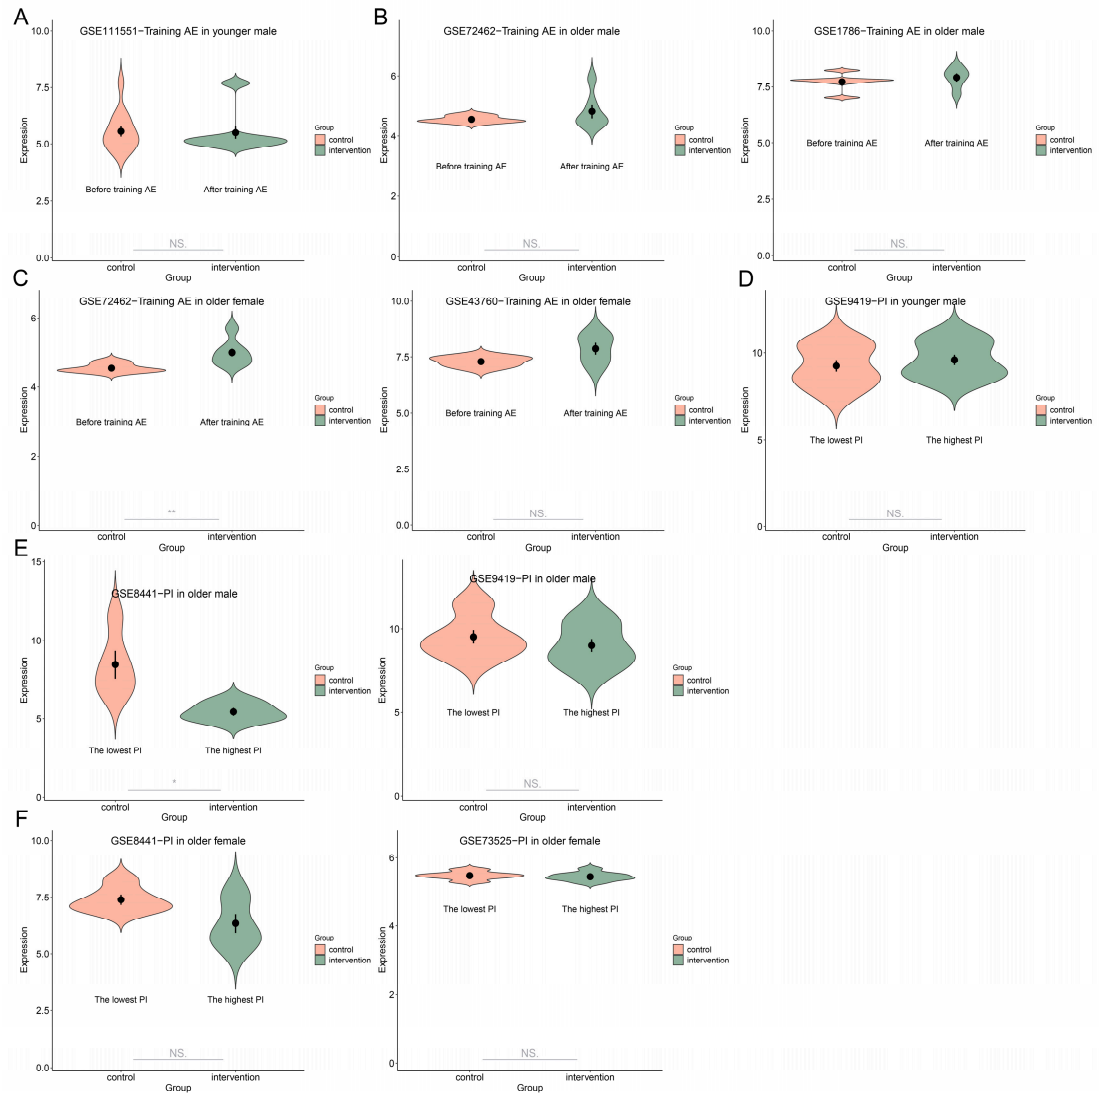 A
GSE111551−Training AE in younger male
Expression
10.0
7.5
5.0
2.5
0.0
Before training AE
After training AE
NS.
control
intervention
Group
Group
control
intervention
B
GSE72462−Training AE in older male
Expression
6
4
2
0
Before training AE
After training AE
NS.
control
intervention
Group
Group
control
intervention
GSE1786−Training AE in older male
Expression
10.0
7.5
5.0
2.5
0.0
Before training AE
After training AE
NS.
control
intervention
Group
Group
control
intervention
C
GSE72462−Training AE in older female
Expression
6
4
2
0
Before training AE
After training AE
**
control
intervention
Group
Group
control
intervention
GSE43760−Training AE in older female
Expression
10.0
7.5
5.0
2.5
0.0
Before training AE
After training AE
NS.
control
intervention
Group
Group
control
intervention
D
GSE9419−PI in younger male
Expression
10
5
0
The lowest PI
The highest PI
NS.
control
intervention
Group
Group
control
intervention
E
GSE8441−PI in older male
Expression
15
10
5
0
The lowest PI
The highest PI
*
control
intervention
Group
Group
control
intervention
GSE9419−PI in older male
Expression
10
5
0
The lowest PI
The highest PI
NS.
control
intervention
Group
Group
control
intervention
F
GSE8441−PI in older female
Expression
10.0
7.5
5.0
2.5
0.0
The lowest PI
The highest PI
NS.
control
intervention
Group
Group
control
intervention
GSE73525−PI in older female
Expression
6
4
2
0
The lowest PI
The highest PI
NS.
control
intervention
Group
Group
control
intervention